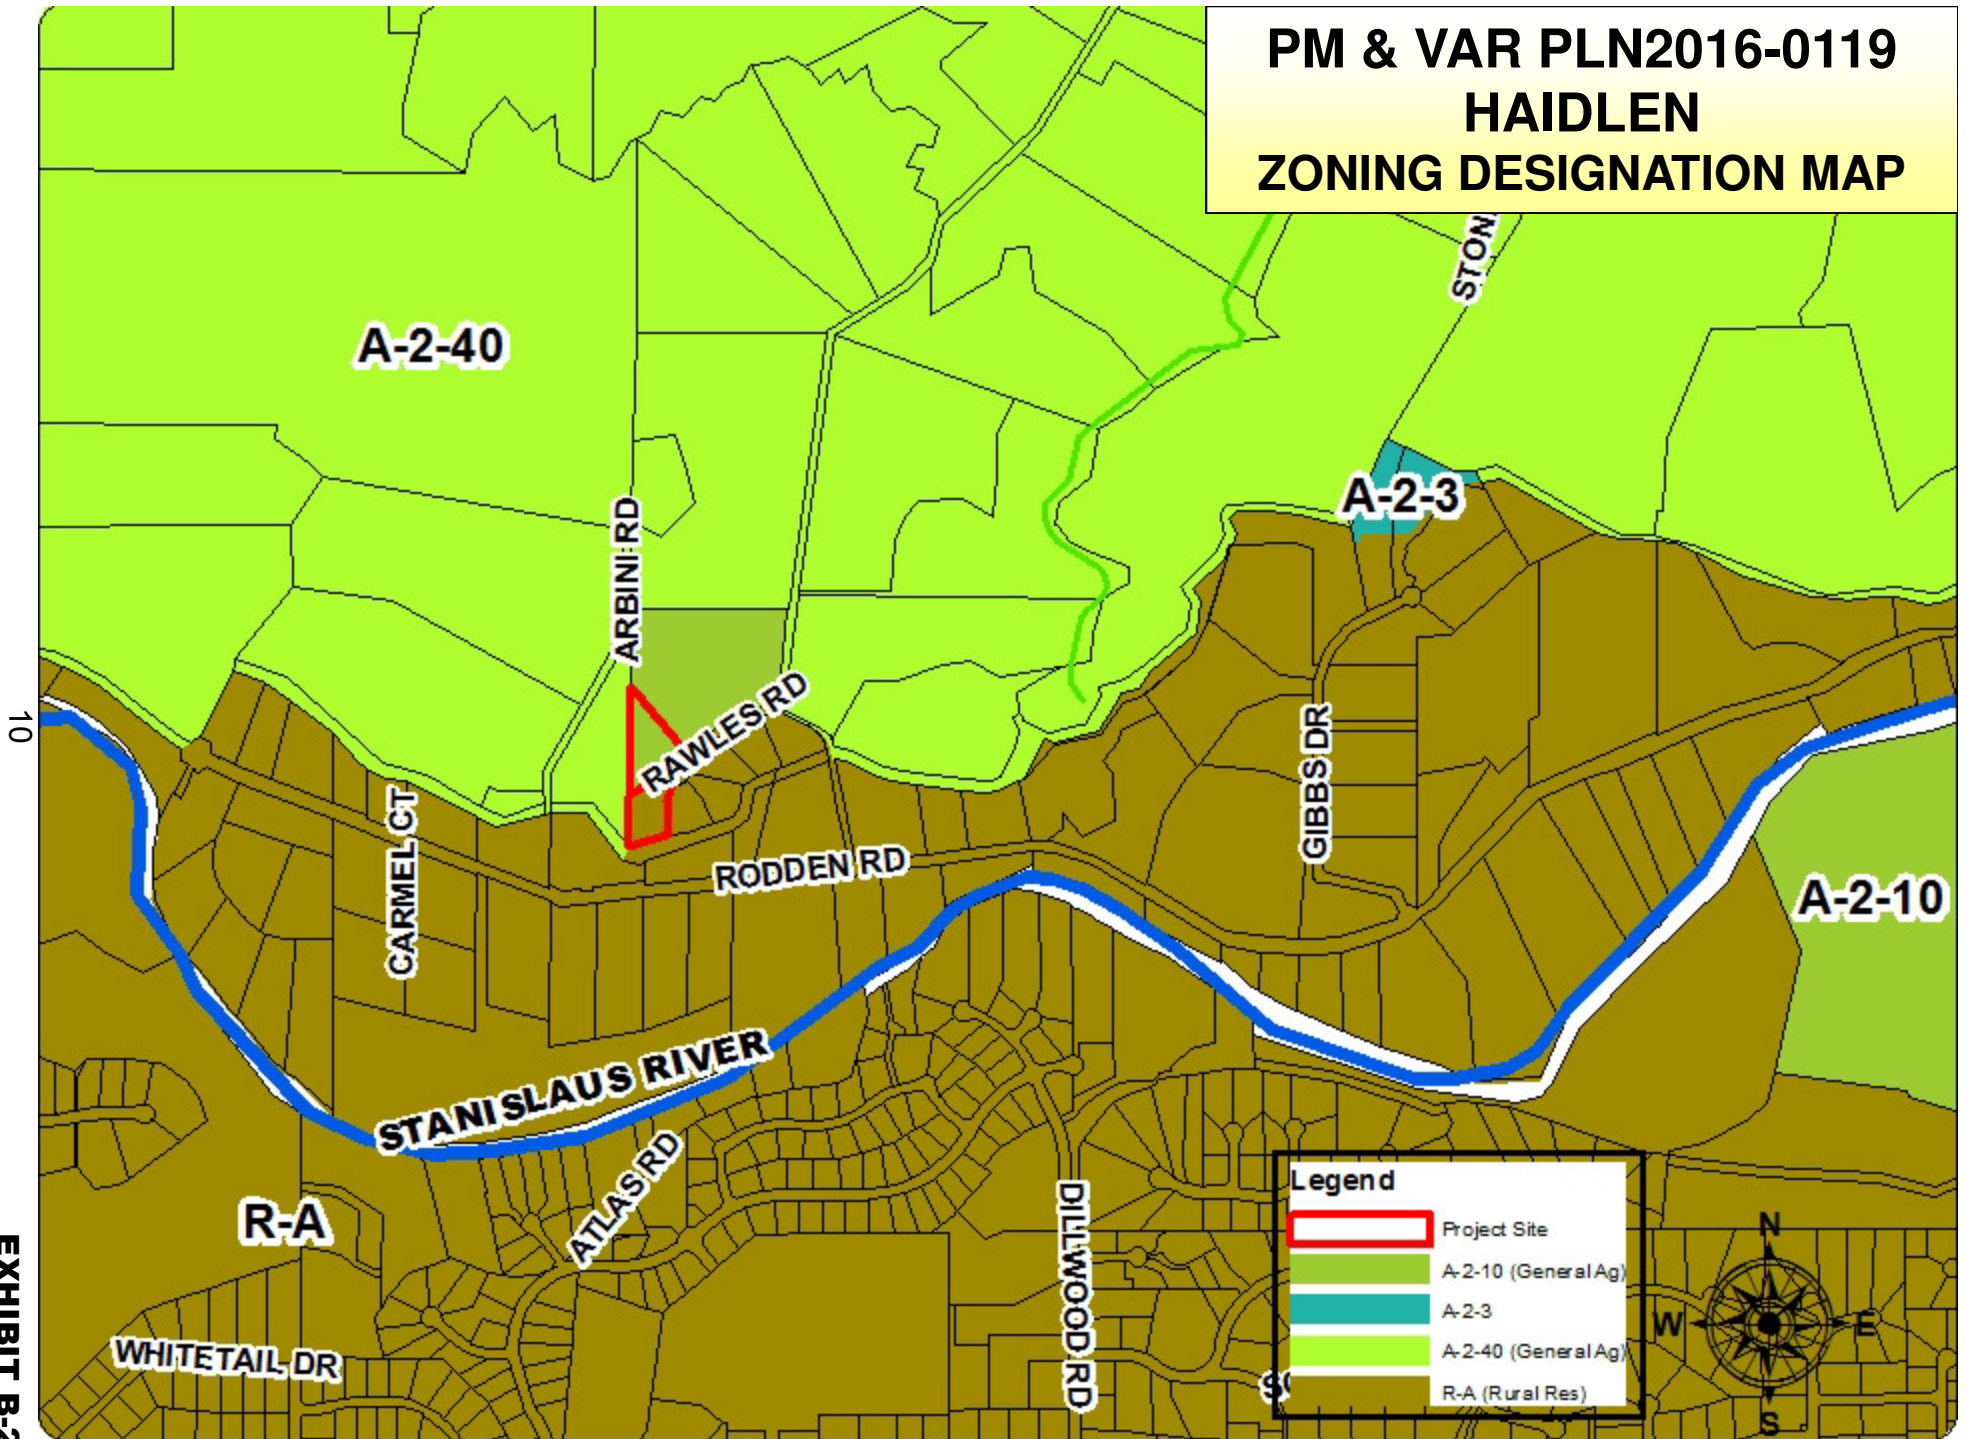 PM & VAR PLN2016-0119
HAIDLEN
ZONING DESIGNATION MAP
A-2-40
A-2-3
ARBINI RD
RAWLES RD
GIBBS DR
CARMEL CT
RODDEN RD
A-2-10
STANISLAUS RIVER
ATLAS RD
R-A
DILLWOOD RD
WHITETAIL DR
Legend
Project Site
A-2-10 (General Ag)
A-2-3
A-2-40 (General Ag)
R-A (Rural Res)
N
W
E
S
10
EXHIBIT B-2